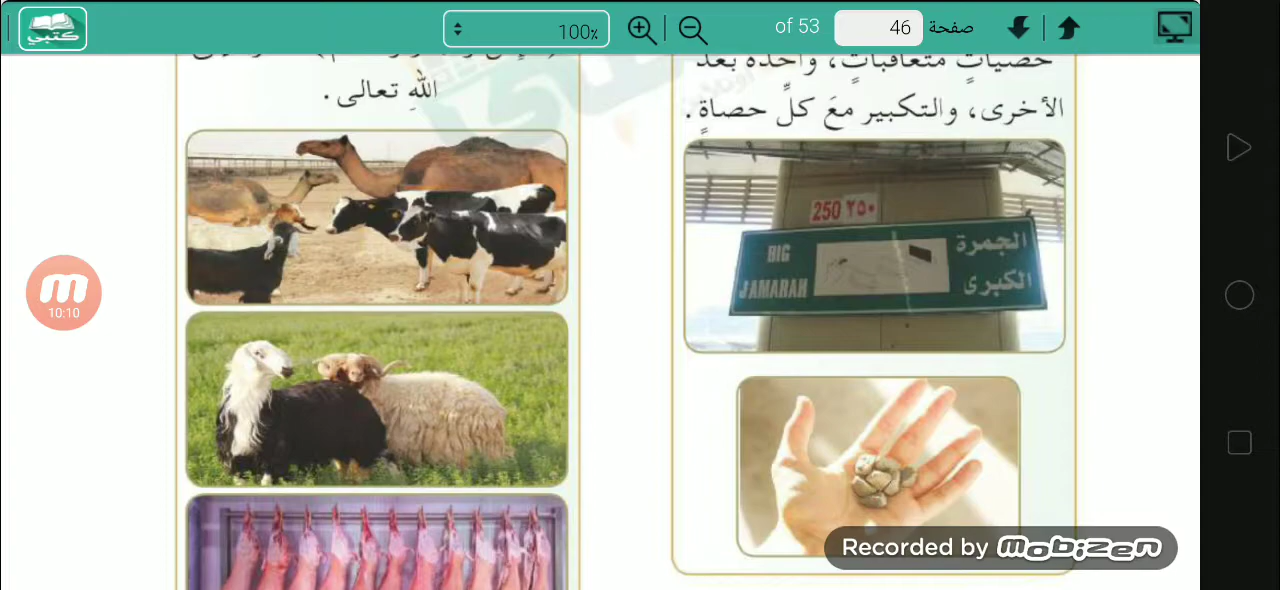 كتبي
100%
of 53
46
صفحة
حصياتٍ متعاقباتٍ، واحدة بعد
الأخرى، والتكبير معَ كلِّ حصاةٍ .
250 ٢٥٠
BIG
JAMARAH
الجمرة
الكبرى
اللهِ تعالى .
10:10
Recorded by mobizen